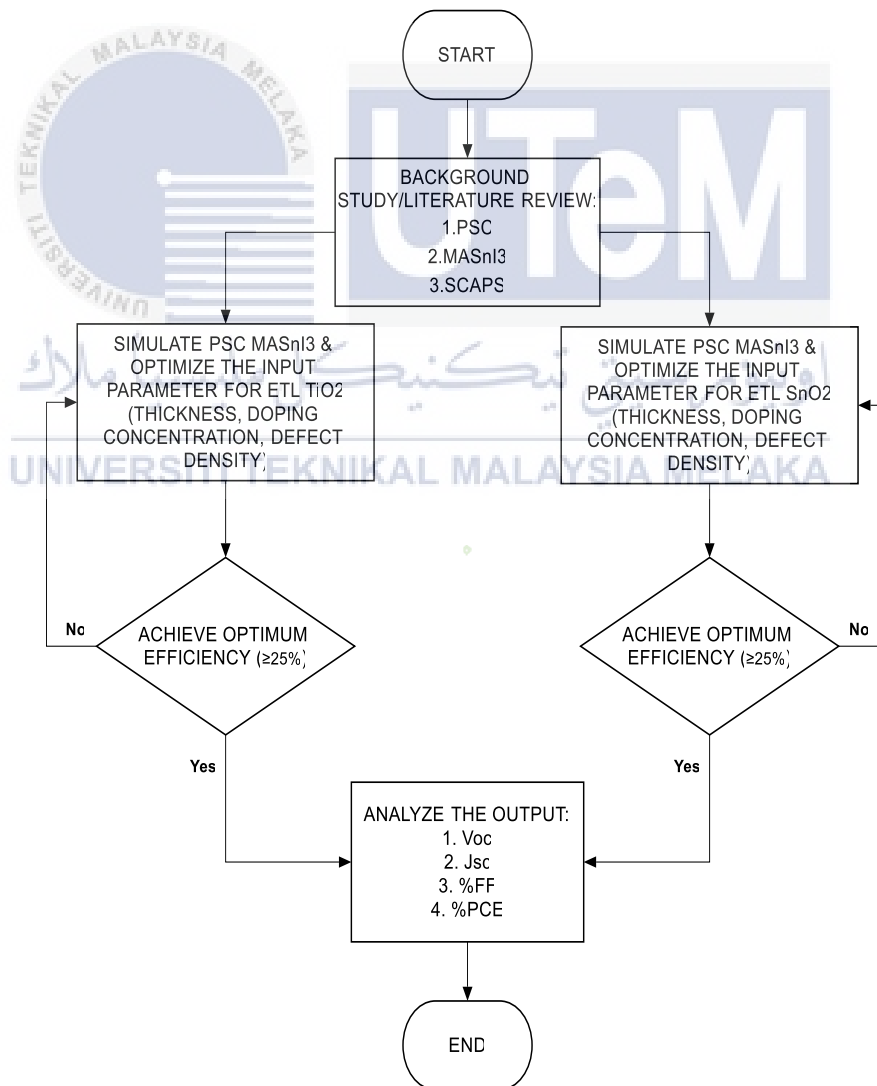 START
UNIVERSITI TEKNIKAL MALAYSIA MELAKA
UTeM
BACKGROUND
STUDY/LITERATURE REVIEW:
1.PSC
2.MASnI3
3.SCAPS
SIMULATE PSC MASnI3 &
OPTIMIZE THE INPUT
PARAMETER FOR ETL TiO2
(THICKNESS, DOPING
CONCENTRATION, DEFECT
DENSITY)
SIMULATE PSC MASnI3 &
OPTIMIZE THE INPUT
PARAMETER FOR ETL SnO2
(THICKNESS, DOPING
CONCENTRATION, DEFECT
DENSITY)
UNIVERSITI TEKNIKAL MALAYSIA MELAKA
No
ACHIEVE OPTIMUM
EFFICIENCY (≥25%)
Yes
ACHIEVE OPTIMUM
EFFICIENCY (≥25%)
No
Yes
ANALYZE THE OUTPUT:
1. Voc
2. Jsc
3. %FF
4. %PCE
END